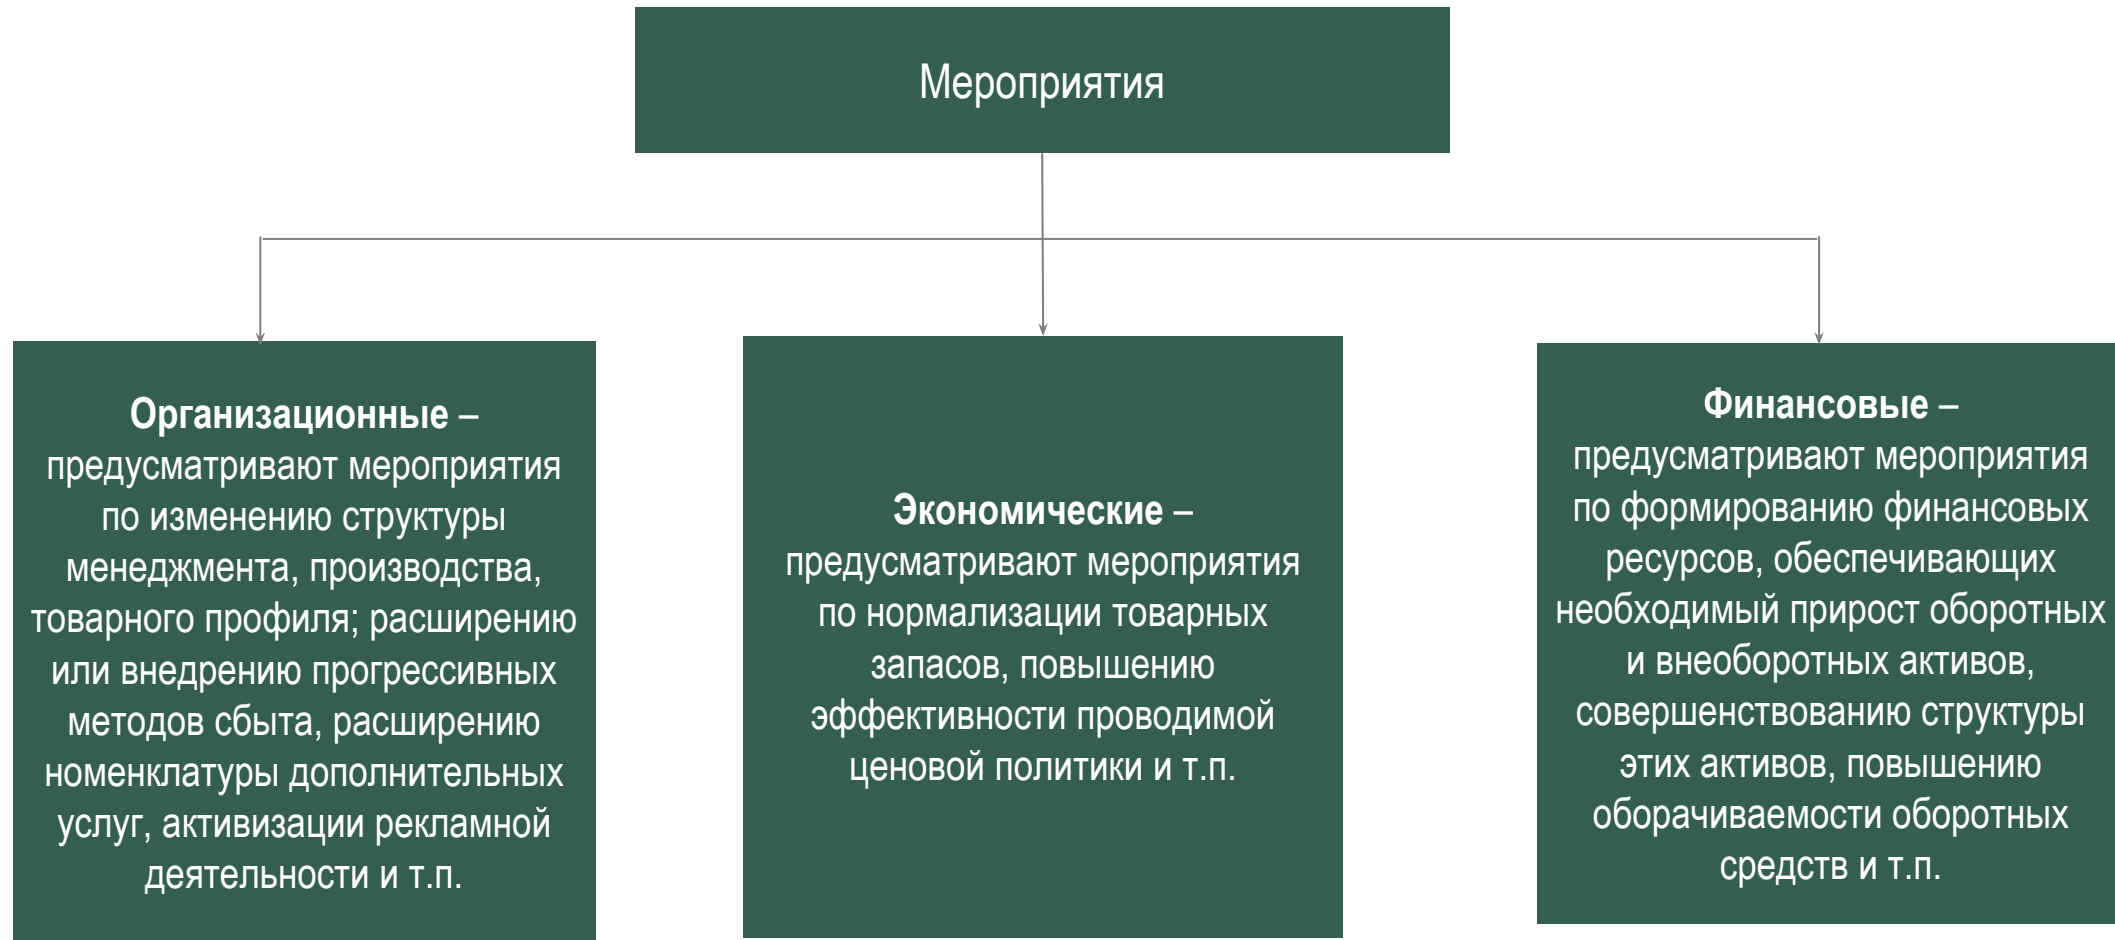 Мероприятия
Организационные –
предусматривают мероприятия
по изменению структуры
менеджмента, производства,
товарного профиля; расширению
или внедрению прогрессивных
методов сбыта, расширению
номенклатуры дополнительных
услуг, активизации рекламной
деятельности и т.п.
Экономические –
предусматривают мероприятия
по нормализации товарных
запасов, повышению
эффективности проводимой
ценовой политики и т.п.
Финансовые –
предусматривают мероприятия
по формированию финансовых
ресурсов, обеспечивающих
необходимый прирост оборотных
и внеоборотных активов,
совершенствованию структуры
этих активов, повышению
оборачиваемости оборотных
средств и т.п.